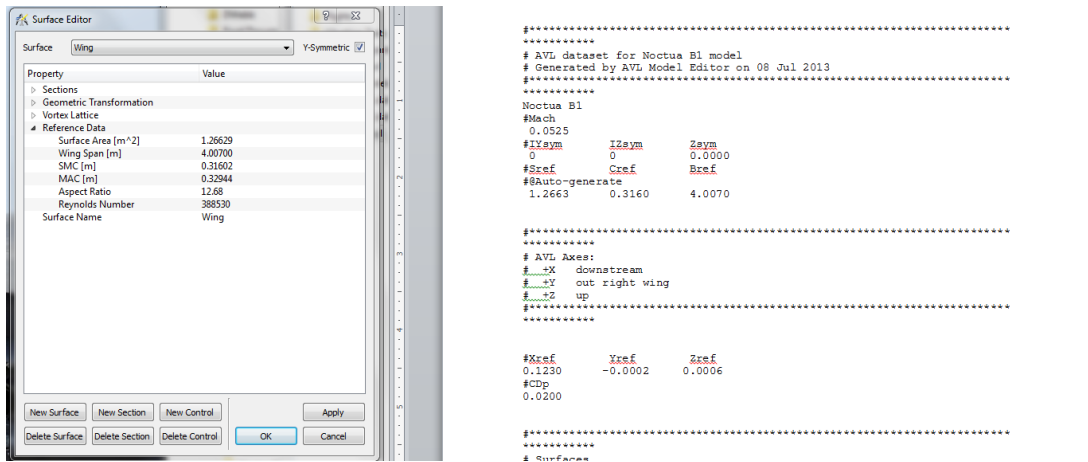 Surface Editor
Surface Wing Y-Symmetric
Property Value
Sections
Geometric Transformation
Vortex Lattice
Reference Data
Surface Area [m^2] 1.26629
Wing Span [m] 4.00700
SMC [m] 0.31602
MAC [m] 0.32944
Aspect Ratio 12.68
Reynolds Number 388530
Surface Name Wing
New Surface New Section New Control Apply
Delete Surface Delete Section Delete Control OK Cancel
2
3
4
5
#************************************************************************
***********
# AVL dataset for Noctua B1 model
# Generated by AVL Model Editor on 08 Jul 2013
#************************************************************************
***********
Noctua B1
#Mach
0.0525
#IYsym IZsym Zsym
0 0 0.0000
#Sref Cref Bref
#@Auto-generate
1.2663 0.3160 4.0070
#************************************************************************
***********
# AVL Axes:
# +X downstream
# +Y out right wing
# +Z up
#************************************************************************
***********
#Xref Yref Zref
0.1230 -0.0002 0.0006
#CDp
0.0200
#************************************************************************
***********
# Surfaces